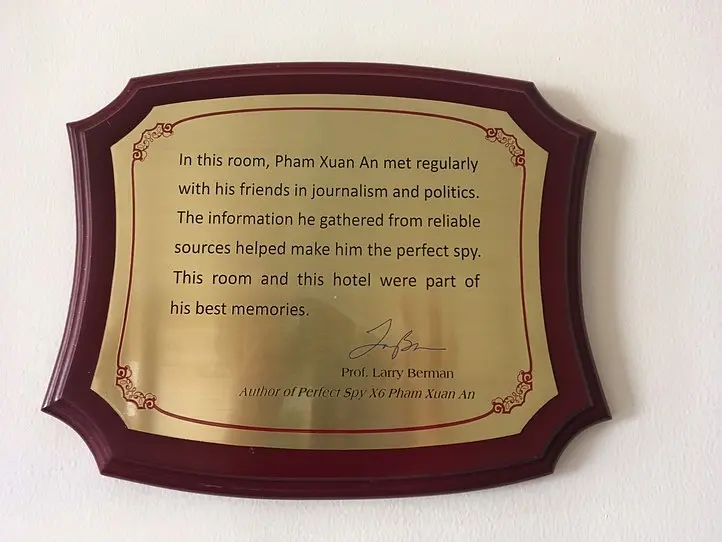 In this room, Pham Xuan An met regularly
with his friends in journalism and politics.
The information he gathered from reliable
sources helped make him the perfect spy.
This room and this hotel were part of
his best memories.
Prof. Larry Berman
Author of Perfect Spy X6 Pham Xuan An